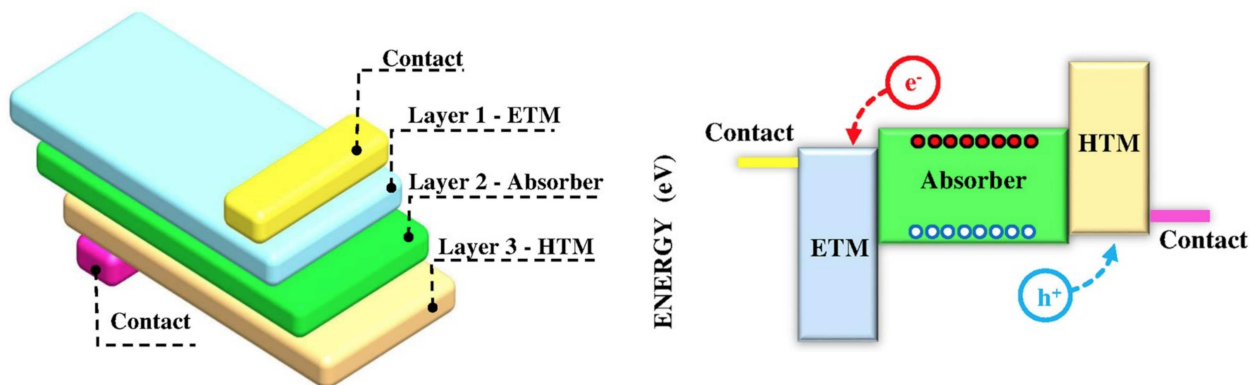 Contact
Layer 1 - ETM
Layer 2 - Absorber
Layer 3 - HTM
Contact
ENERGY (eV)
Contact
ETM
e⁻
Absorber
HTM
Contact
h⁺